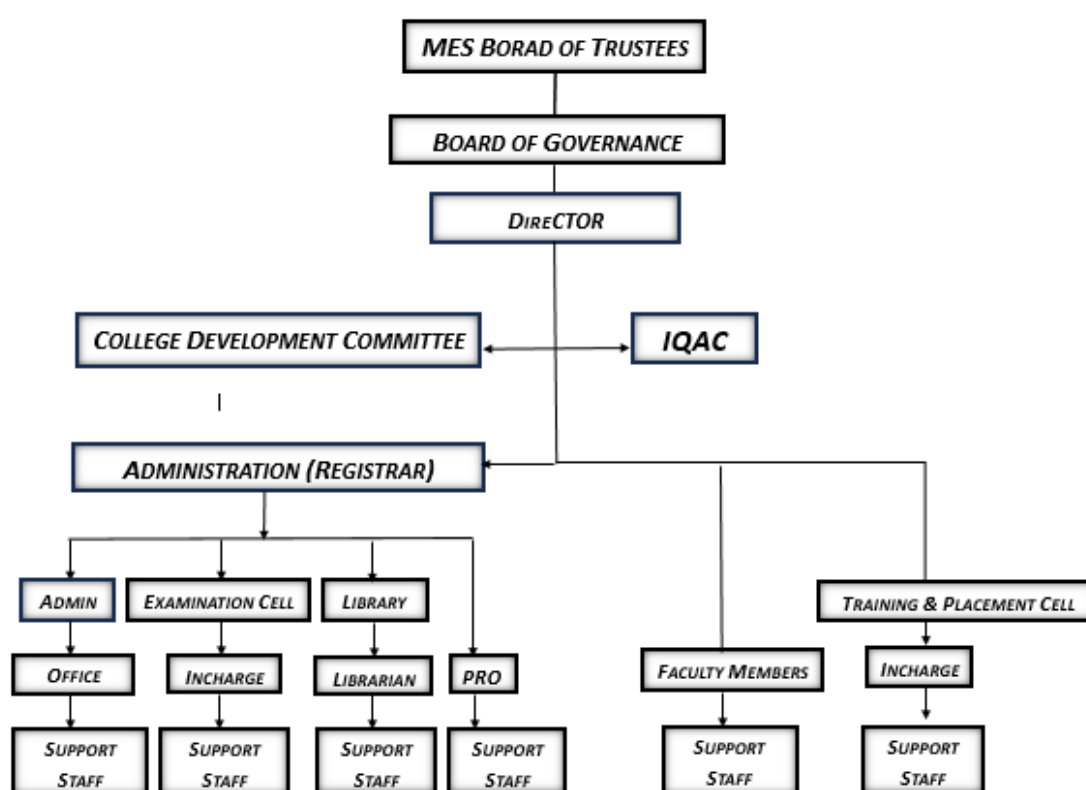 MES BORAD OF TRUSTEES
BOARD OF GOVERNANCE
DIRECTOR
COLLEGE DEVELOPMENT COMMITTEE
IQAC
ADMINISTRATION (REGISTRAR)
ADMIN
EXAMINATION CELL
LIBRARY
TRAINING & PLACEMENT CELL
OFFICE
INCHARGE
LIBRARIAN
PRO
FACULTY MEMBERS
INCHARGE
SUPPORT
STAFF
SUPPORT
STAFF
SUPPORT
STAFF
SUPPORT
STAFF
SUPPORT
STAFF
SUPPORT
STAFF